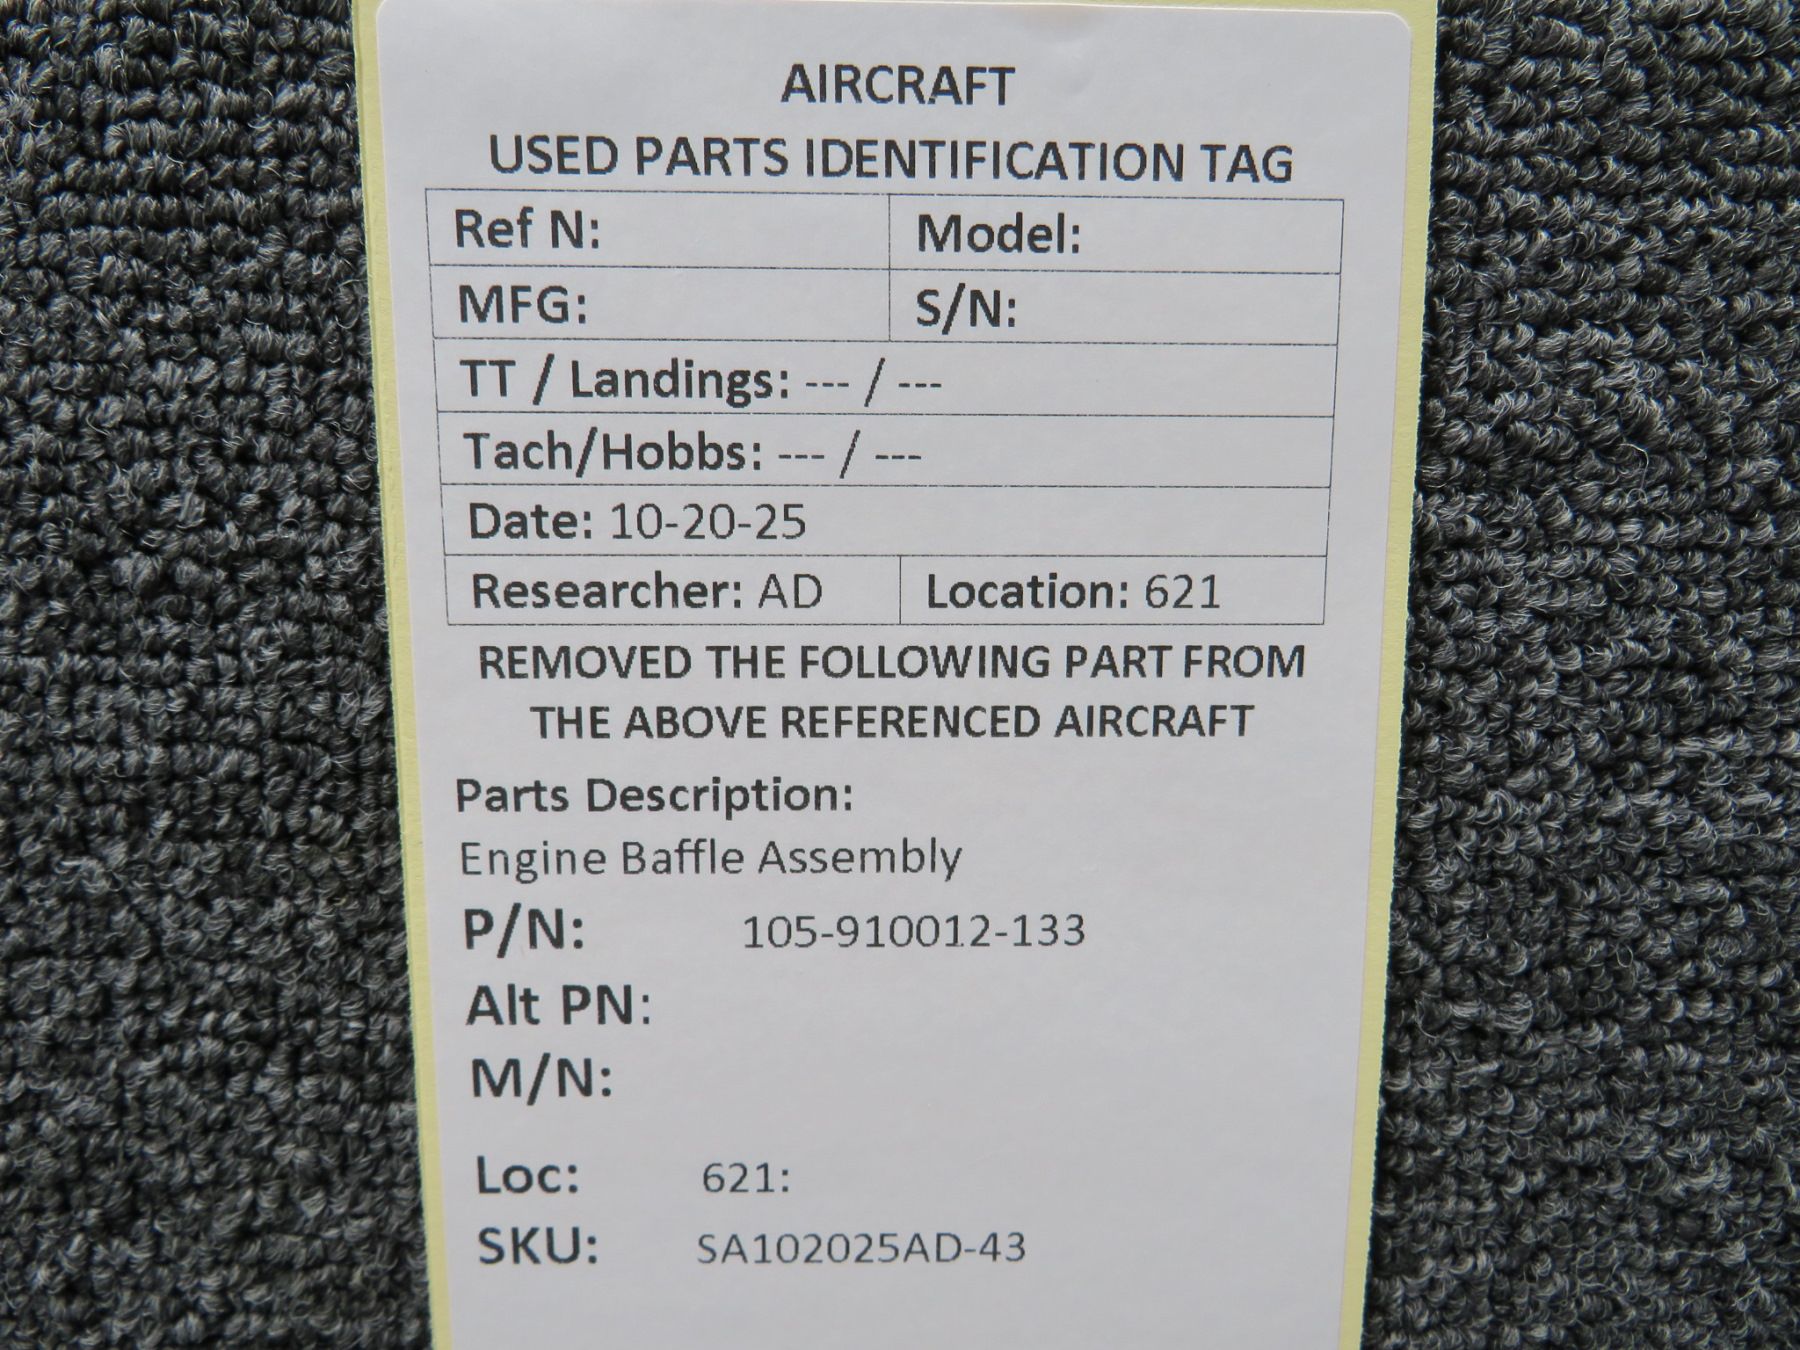 AIRCRAFT
USED PARTS IDENTIFICATION TAG
Ref N: Model:
MFG: S/N:
TT / Landings: --- / ---
Tach/Hobbs: --- / ---
Date: 10-20-25
Researcher: AD Location: 621
REMOVED THE FOLLOWING PART FROM
THE ABOVE REFERENCED AIRCRAFT
Parts Description:
Engine Baffle Assembly
P/N: 105-910012-133
Alt PN:
M/N:
Loc: 621:
SKU: SA102025AD-43